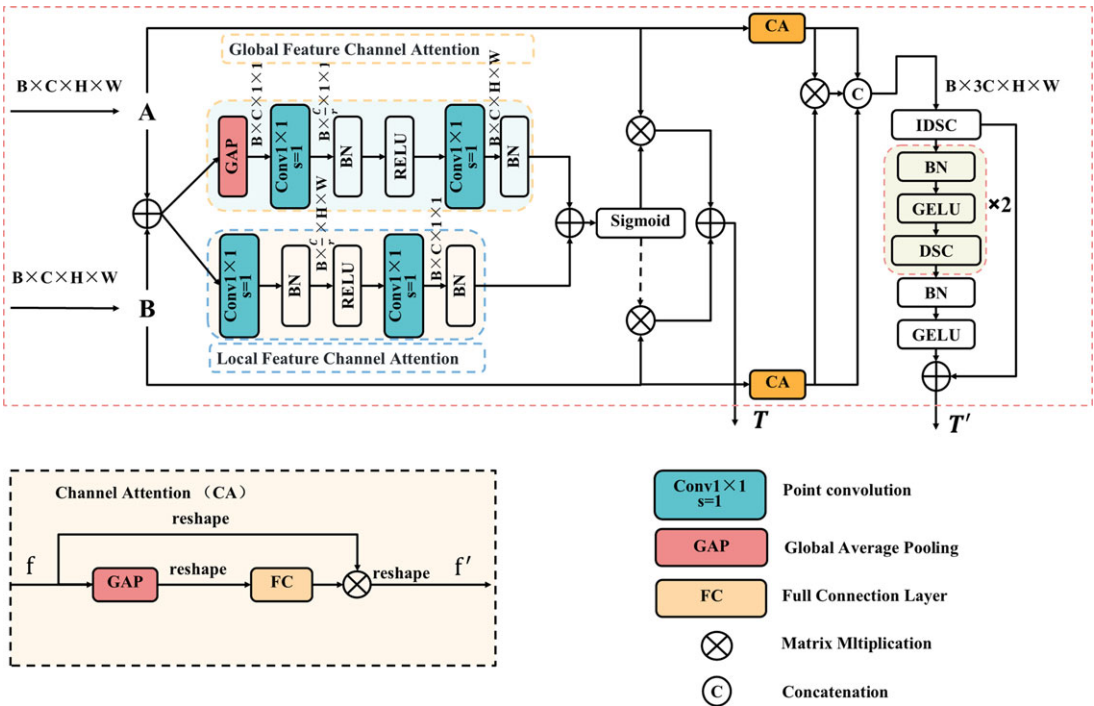 CA
Global Feature Channel Attention
B×C×H×W
A
GAP
B×C×1×1
Conv1×1
s=1
B×C/r×1×1
BN
RELU
Conv1×1
s=1
B×C×H×W
BN
C
B×3C×H×W
IDSC
BN
GELU
×2
DSC
BN
GELU
Sigmoid
B×C×H×W
B
Conv1×1
s=1
BN
B×C/r×H×W
RELU
Conv1×1
s=1
B×C×1×1
BN
Local Feature Channel Attention
CA
T
T′
Channel Attention （CA）
reshape
f
GAP
reshape
FC
reshape
f′
Conv1×1
s=1
Point convolution
GAP
Global Average Pooling
FC
Full Connection Layer
Matrix Mltiplication
C
Concatenation